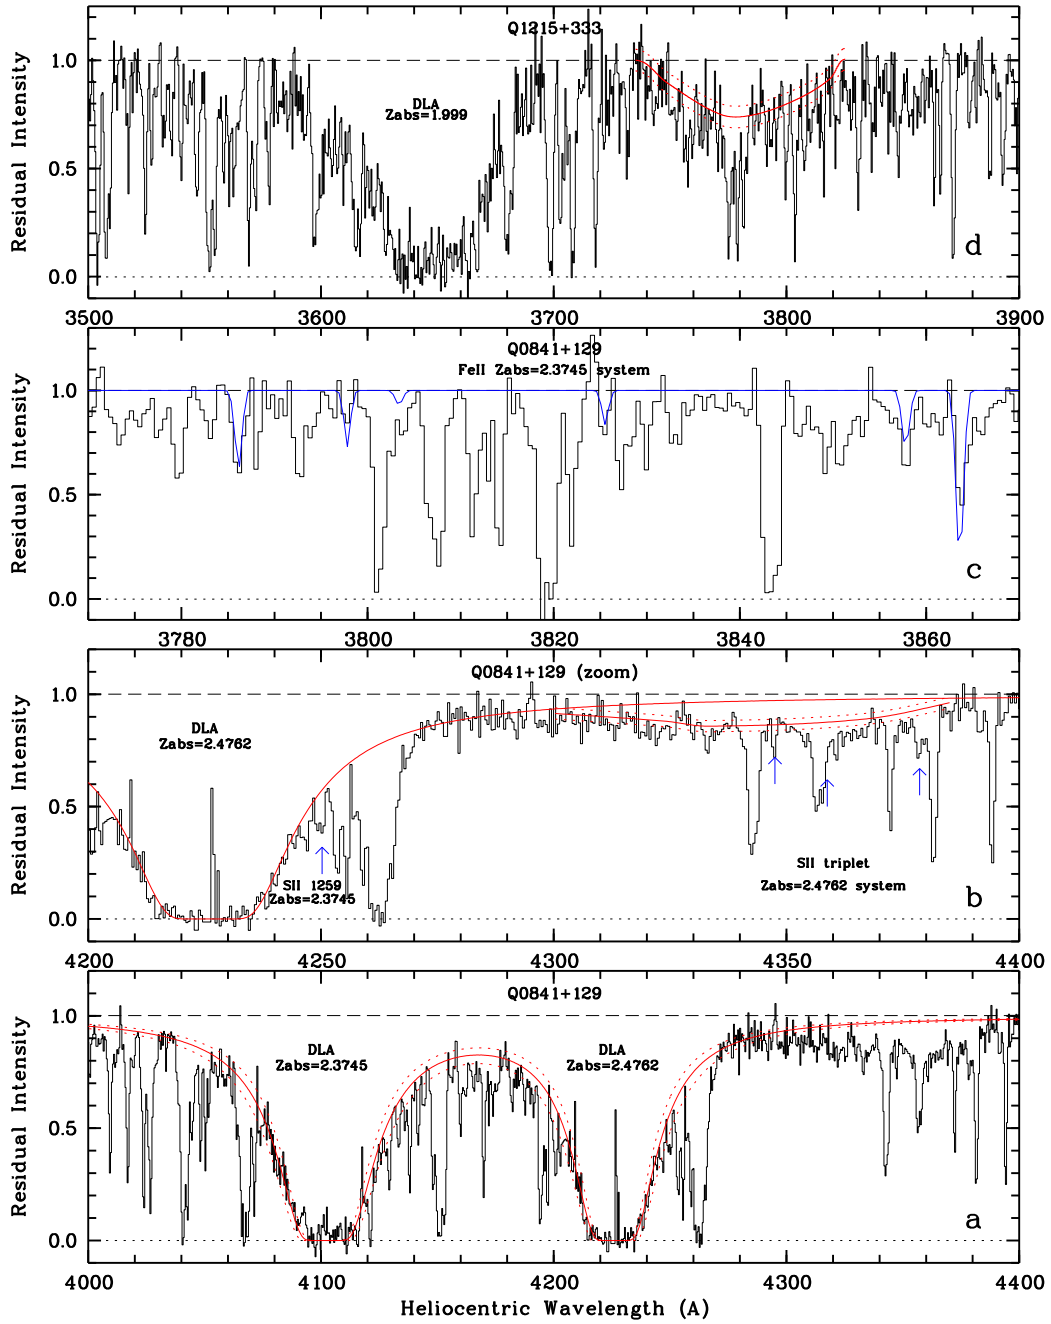 Q1215+333
DLA
Zabs=1.999
d
Residual Intensity
1.0
0.5
0.0
3500 3600 3700 3800 3900
Q0841+129
FeII Zabs=2.3745 system
c
Residual Intensity
1.0
0.5
0.0
3780 3800 3820 3840 3860
Q0841+129 (zoom)
DLA
Zabs=2.4762
SII 1259
Zabs=2.3745
SII triplet
Zabs=2.4762 system
b
Residual Intensity
1.0
0.5
0.0
4200 4250 4300 4350 4400
Q0841+129
DLA
Zabs=2.3745
DLA
Zabs=2.4762
a
Residual Intensity
1.0
0.5
0.0
4000 4100 4200 4300 4400
Heliocentric Wavelength (A)